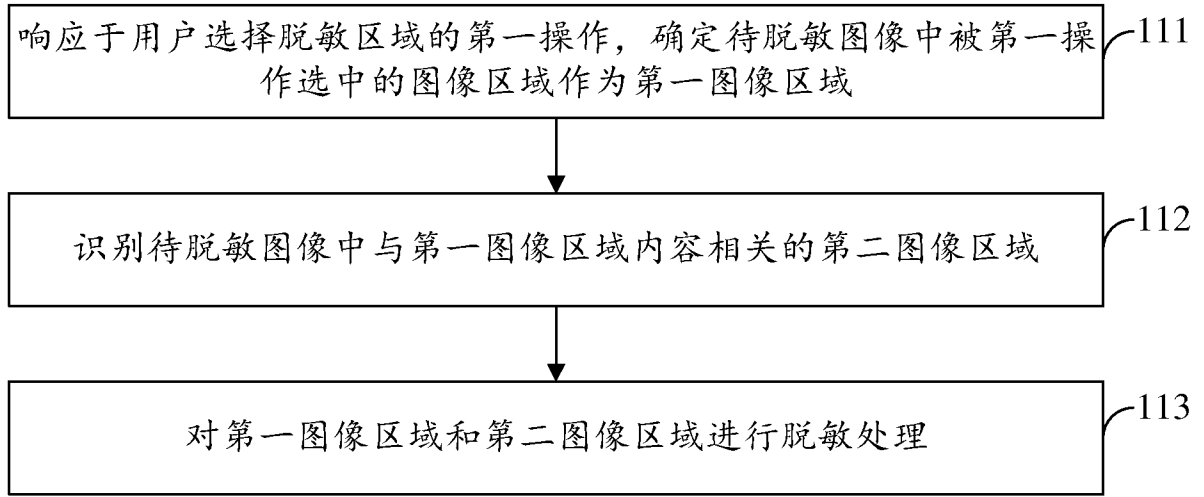 响应于用户选择脱敏区域的第一操作，确定待脱敏图像中被第一操
作选中的图像区域作为第一图像区域
111
识别待脱敏图像中与第一图像区域内容相关的第二图像区域
112
对第一图像区域和第二图像区域进行脱敏处理
113